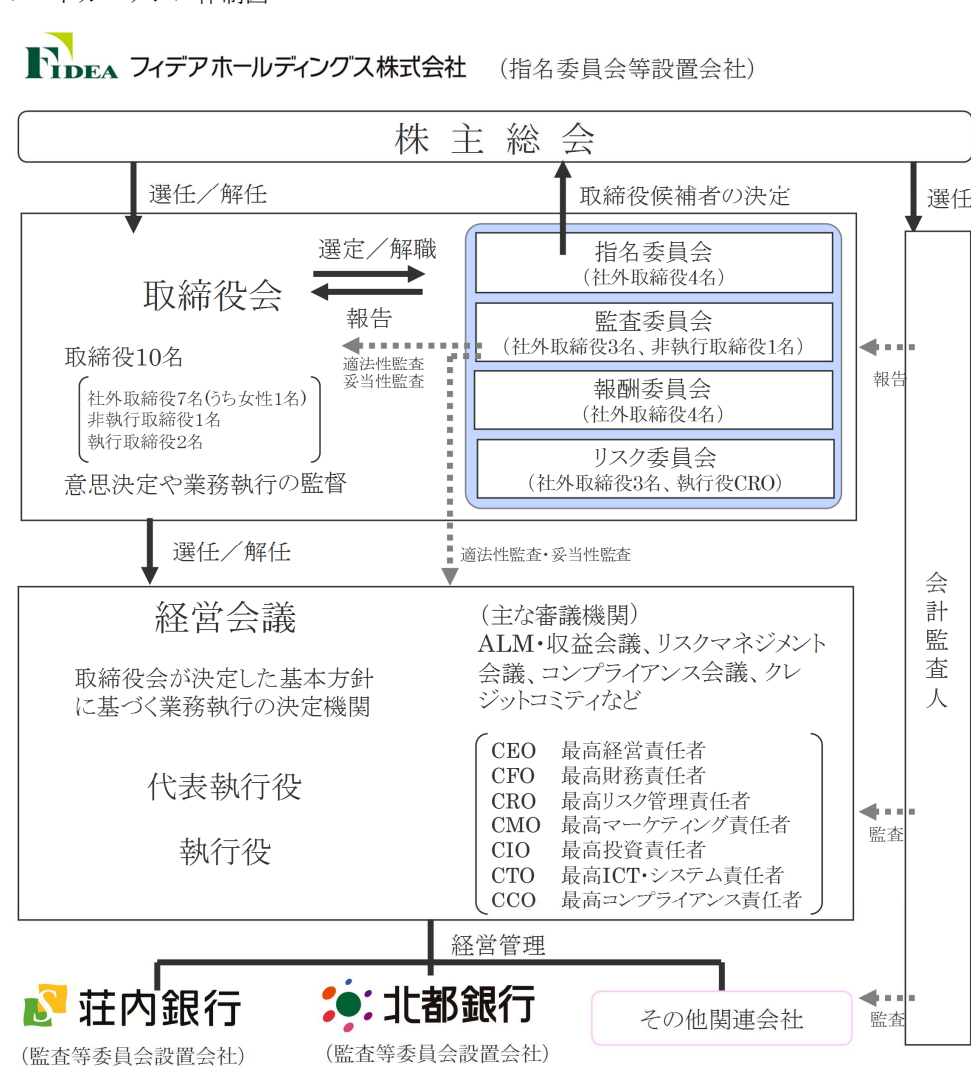 FIDEA フィデアホールディングス株式会社 （指名委員会等設置会社）
株主総会
選任／解任
取締役候補者の決定
選任
取締役会
選定／解職
報告
取締役10名
社外取締役7名(うち女性1名)
非執行取締役1名
執行取締役2名
意思決定や業務執行の監督
適法性監査
妥当性監査
指名委員会
（社外取締役4名）
監査委員会
（社外取締役3名、非執行取締役1名）
報酬委員会
（社外取締役4名）
リスク委員会
（社外取締役3名、執行役CRO）
報告
選任／解任
適法性監査・妥当性監査
会計監査人
経営会議
取締役会が決定した基本方針
に基づく業務執行の決定機関
代表執行役
執行役
（主な審議機関）
ALM・収益会議、リスクマネジメント
会議、コンプライアンス会議、クレ
ジットコミティなど
CEO 最高経営責任者
CFO 最高財務責任者
CRO 最高リスク管理責任者
CMO 最高マーケティング責任者
CIO 最高投資責任者
CTO 最高ICT・システム責任者
CCO 最高コンプライアンス責任者
監査
経営管理
S 荘内銀行
（監査等委員会設置会社）
北都銀行
（監査等委員会設置会社）
その他関連会社
監査